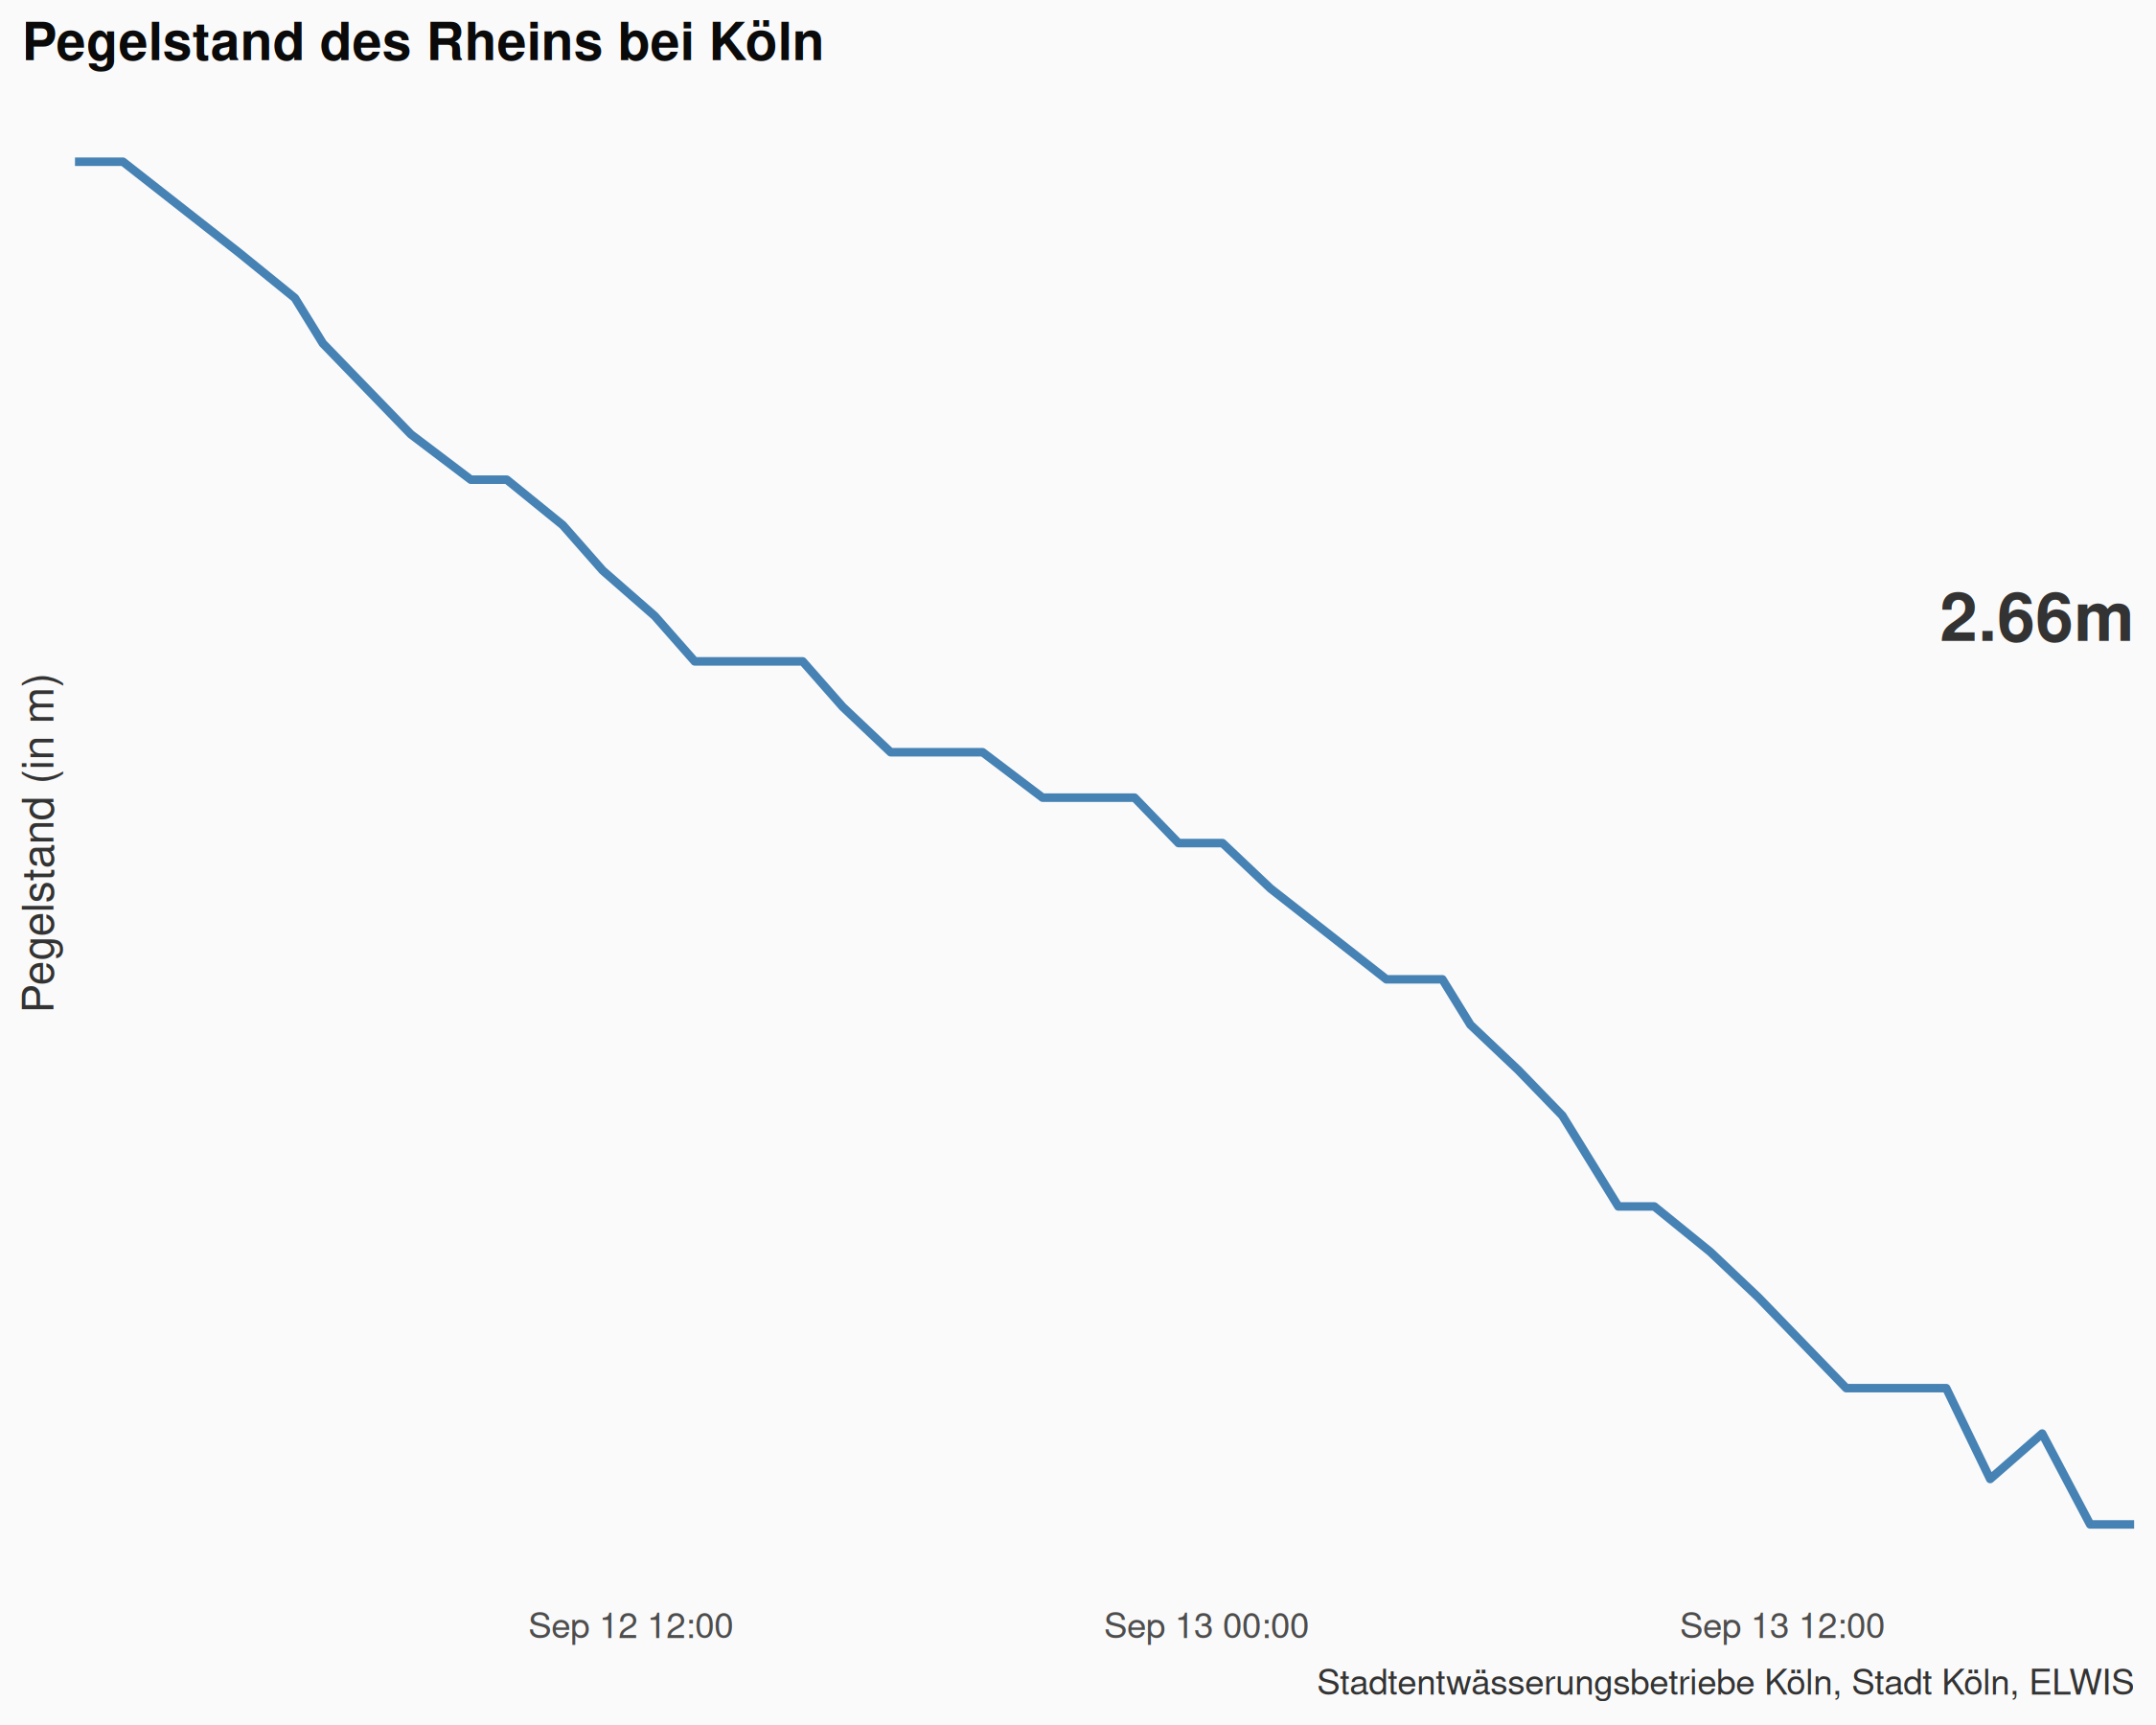 Pegelstand des Rheins bei Köln
2.66m
Pegelstand (in m)
Sep 12 12:00
Sep 13 00:00
Sep 13 12:00
Stadtentwässerungsbetriebe Köln, Stadt Köln, ELWIS